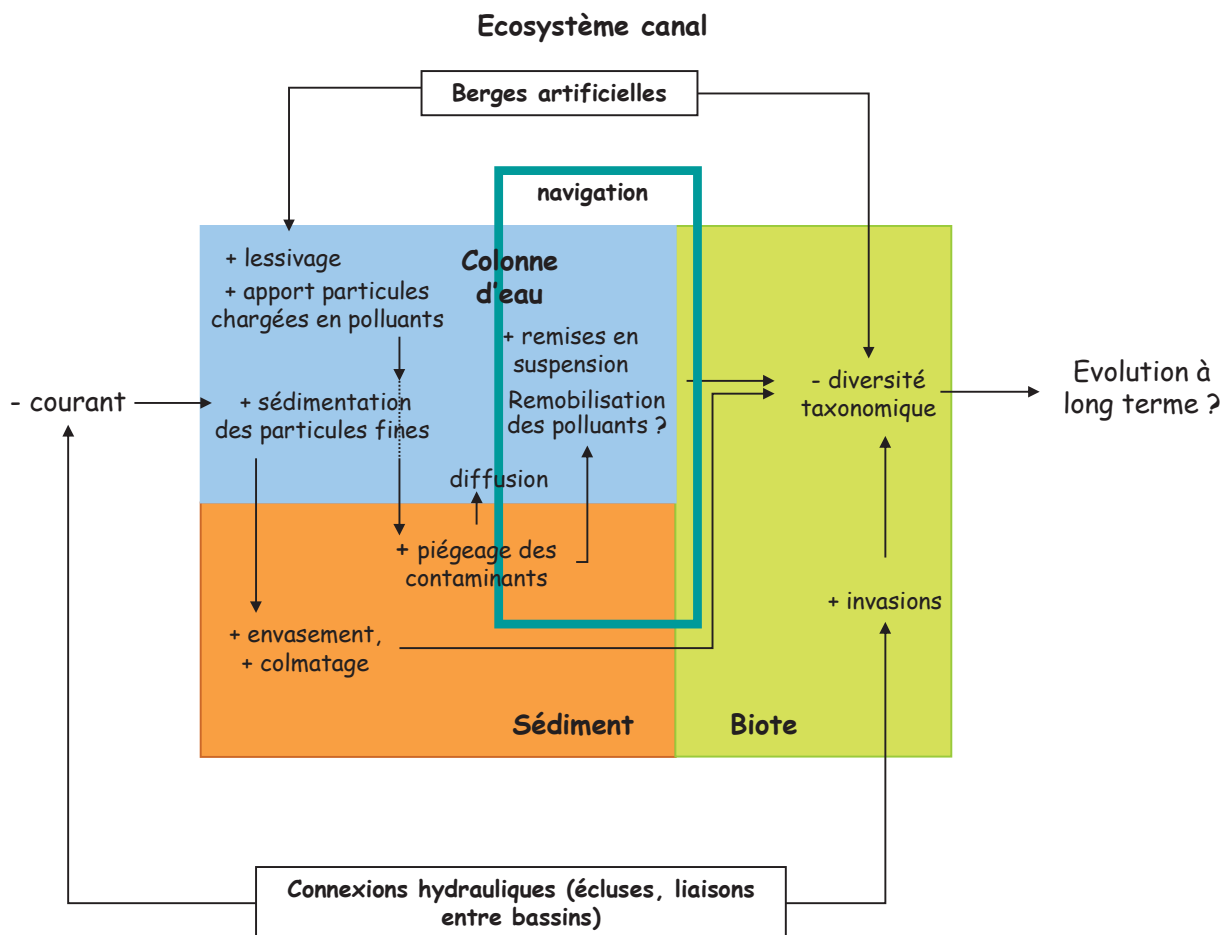 Ecosystème canal
Berges artificielles
navigation
+ lessivage
+ apport particules
chargées en polluants
Colonne
d'eau
+ remises en
suspension
Remobilisation
des polluants ?
- courant
+ sédimentation
des particules fines
- diversité
taxonomique
Evolution à
long terme ?
diffusion
+ piégeage des
contaminants
+ envasement,
+ colmatage
+ invasions
Sédiment
Biote
Connexions hydrauliques (écluses, liaisons
entre bassins)